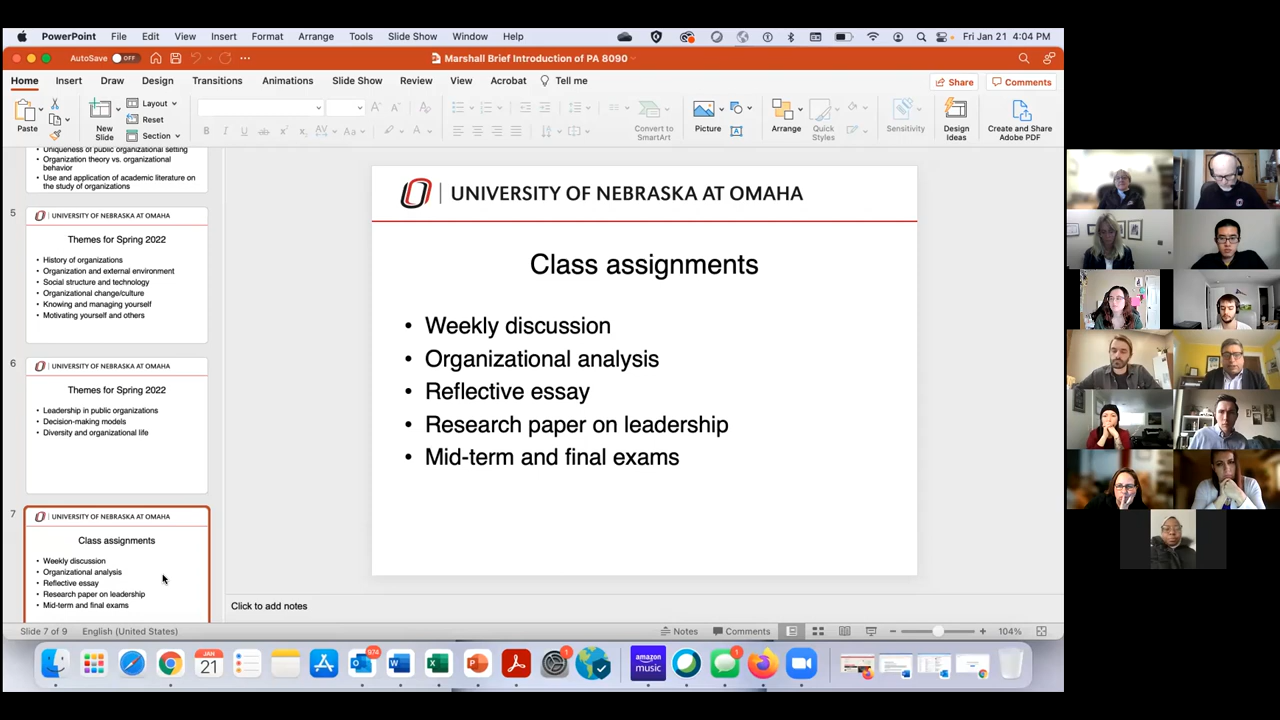 PowerPoint File Edit View Insert Format Arrange Tools Slide Show Window Help Fri Jan 21 4:04 PM
AutoSave OFF Marshall Brief Introduction of PA 8090
Home Insert Draw Design Transitions Animations Slide Show Review View Acrobat Tell me Share Comments
Paste
New Slide
Layout
Reset
Section
Convert to SmartArt
Picture
Arrange
Quick Styles
Sensitivity
Design Ideas
Create and Share Adobe PDF
Uniqueness of public organizational setting
• Organization theory vs. organizational
behavior
• Use and application of academic literature on
the study of organizations
5
UNIVERSITY OF NEBRASKA AT OMAHA
Themes for Spring 2022
• History of organizations
• Organization and external environment
• Social structure and technology
• Organizational change/culture
• Knowing and managing yourself
• Motivating yourself and others
6
UNIVERSITY OF NEBRASKA AT OMAHA
Themes for Spring 2022
• Leadership in public organizations
• Decision-making models
• Diversity and organizational life
7
UNIVERSITY OF NEBRASKA AT OMAHA
Class assignments
• Weekly discussion
• Organizational analysis
• Reflective essay
• Research paper on leadership
• Mid-term and final exams
UNIVERSITY OF NEBRASKA AT OMAHA
Class assignments
• Weekly discussion
• Organizational analysis
• Reflective essay
• Research paper on leadership
• Mid-term and final exams
Click to add notes
Slide 7 of 9 English (United States) Notes Comments 104%
JAN
21
974
1
amazon
music
1